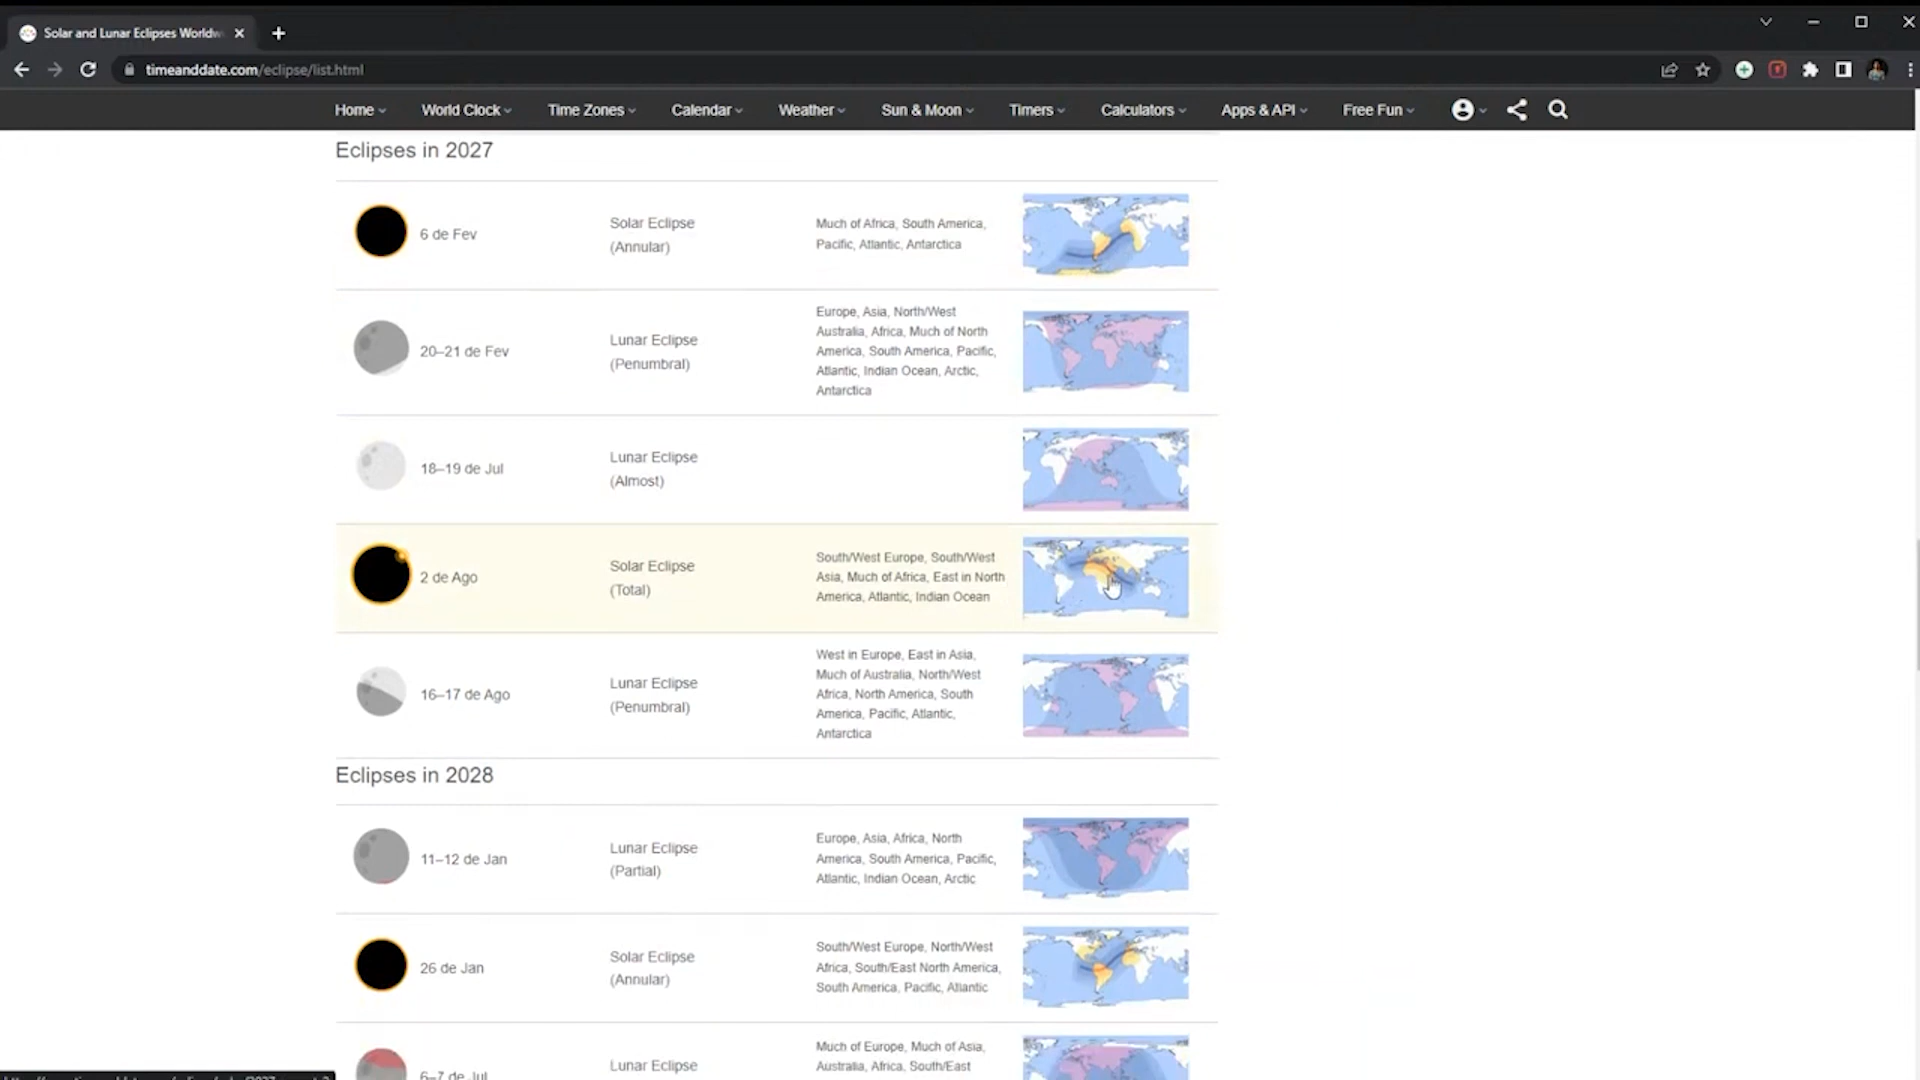 Solar and Lunar Eclipses Worldw
timeanddate.com/eclipse/list.html
Home World Clock Time Zones Calendar Weather Sun & Moon Timers Calculators Apps & API Free Fun
Eclipses in 2027
6 de Fev
Solar Eclipse
(Annular)
Much of Africa, South America,
Pacific, Atlantic, Antarctica
20–21 de Fev
Lunar Eclipse
(Penumbral)
Europe, Asia, North/West
Australia, Africa, Much of North
America, South America, Pacific,
Atlantic, Indian Ocean, Arctic,
Antarctica
18–19 de Jul
Lunar Eclipse
(Almost)
2 de Ago
Solar Eclipse
(Total)
South/West Europe, South/West
Asia, Much of Africa, East in North
America, Atlantic, Indian Ocean
16–17 de Ago
Lunar Eclipse
(Penumbral)
West in Europe, East in Asia,
Much of Australia, North/West
Africa, North America, South
America, Pacific, Atlantic,
Antarctica
Eclipses in 2028
11–12 de Jan
Lunar Eclipse
(Partial)
Europe, Asia, Africa, North
America, South America, Pacific,
Atlantic, Indian Ocean, Arctic
26 de Jan
Solar Eclipse
(Annular)
South/West Europe, North/West
Africa, South/East North America,
South America, Pacific, Atlantic
6–7 de Jul
Lunar Eclipse
Much of Europe, Much of Asia,
Australia, Africa, South/East